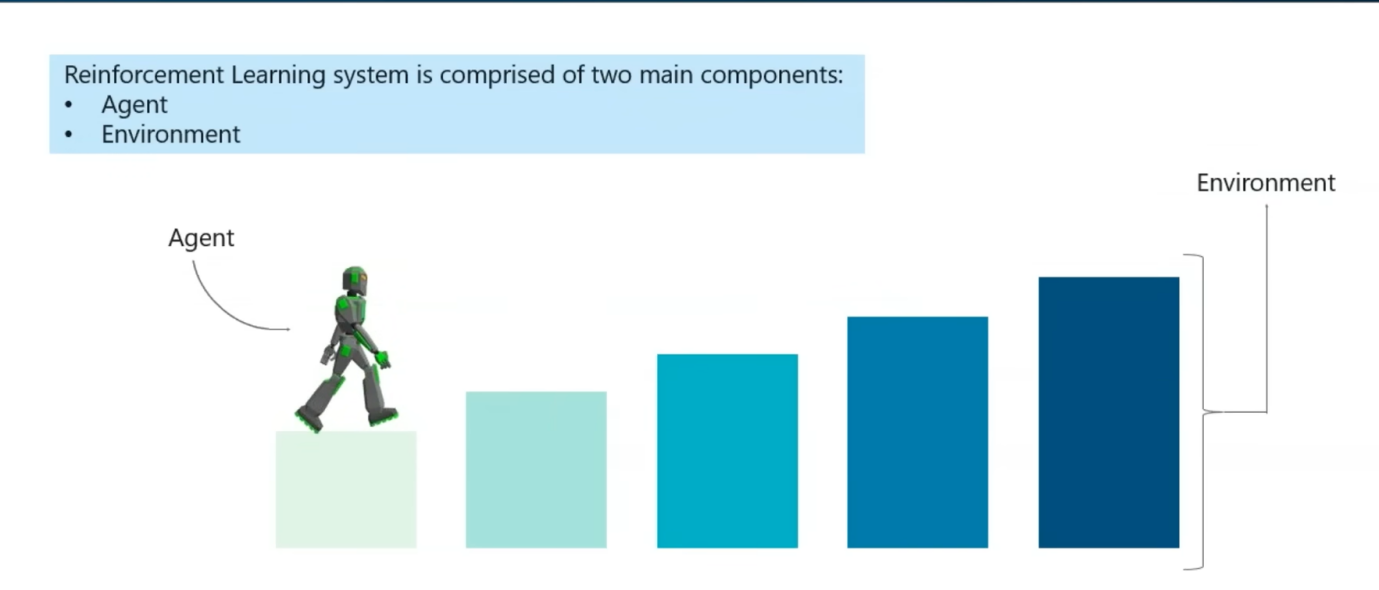 Reinforcement Learning system is comprised of two main components:
• Agent
• Environment
Environment
Agent